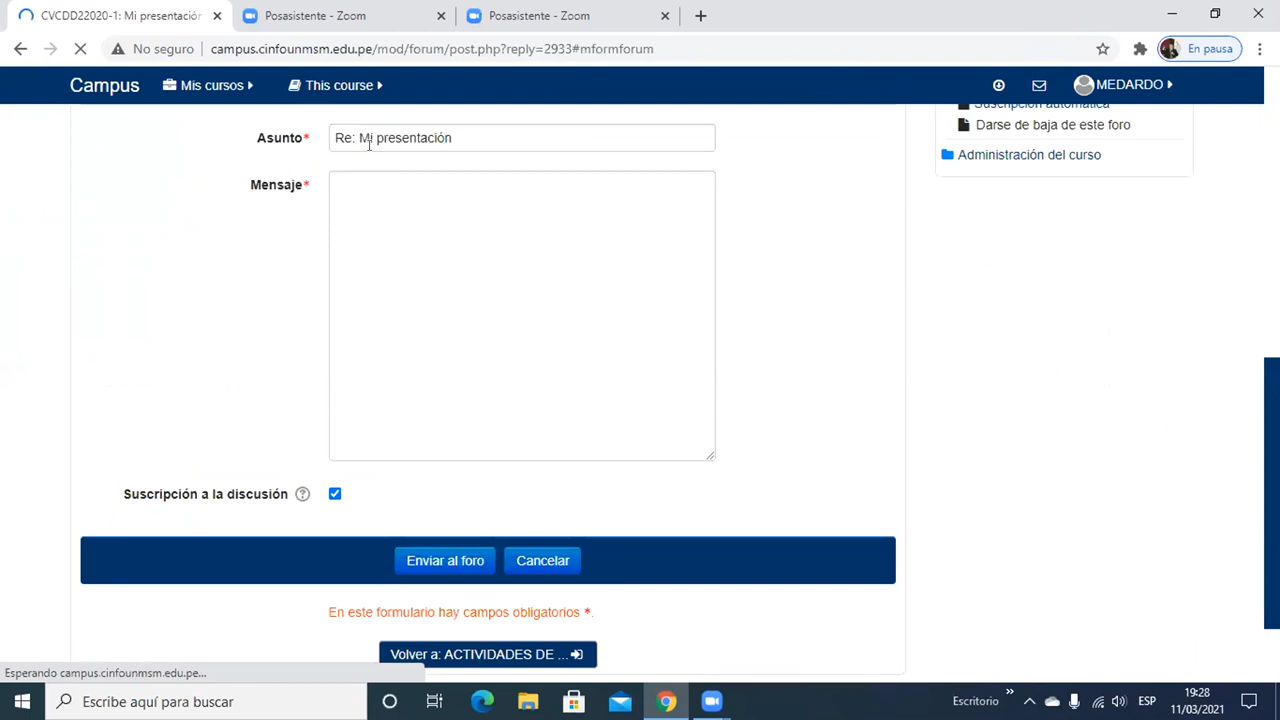 CVCDD22020-1: Mi presentación
Posasistente - Zoom
Posasistente - Zoom
No seguro
campus.cinfounmsm.edu.pe/mod/forum/post.php?reply=2933#mformforum
En pausa
Campus
Mis cursos
This course
MEDARDO
Suscripción automática
Darse de baja de este foro
Administración del curso
Asunto*
Re: Mi presentación
Mensaje*
Suscripción a la discusión ?
Enviar al foro
Cancelar
En este formulario hay campos obligatorios *.
Volver a: ACTIVIDADES DE ...
Esperando campus.cinfounmsm.edu.pe...
Escribe aquí para buscar
Escritorio
»
ESP
19:28
11/03/2021